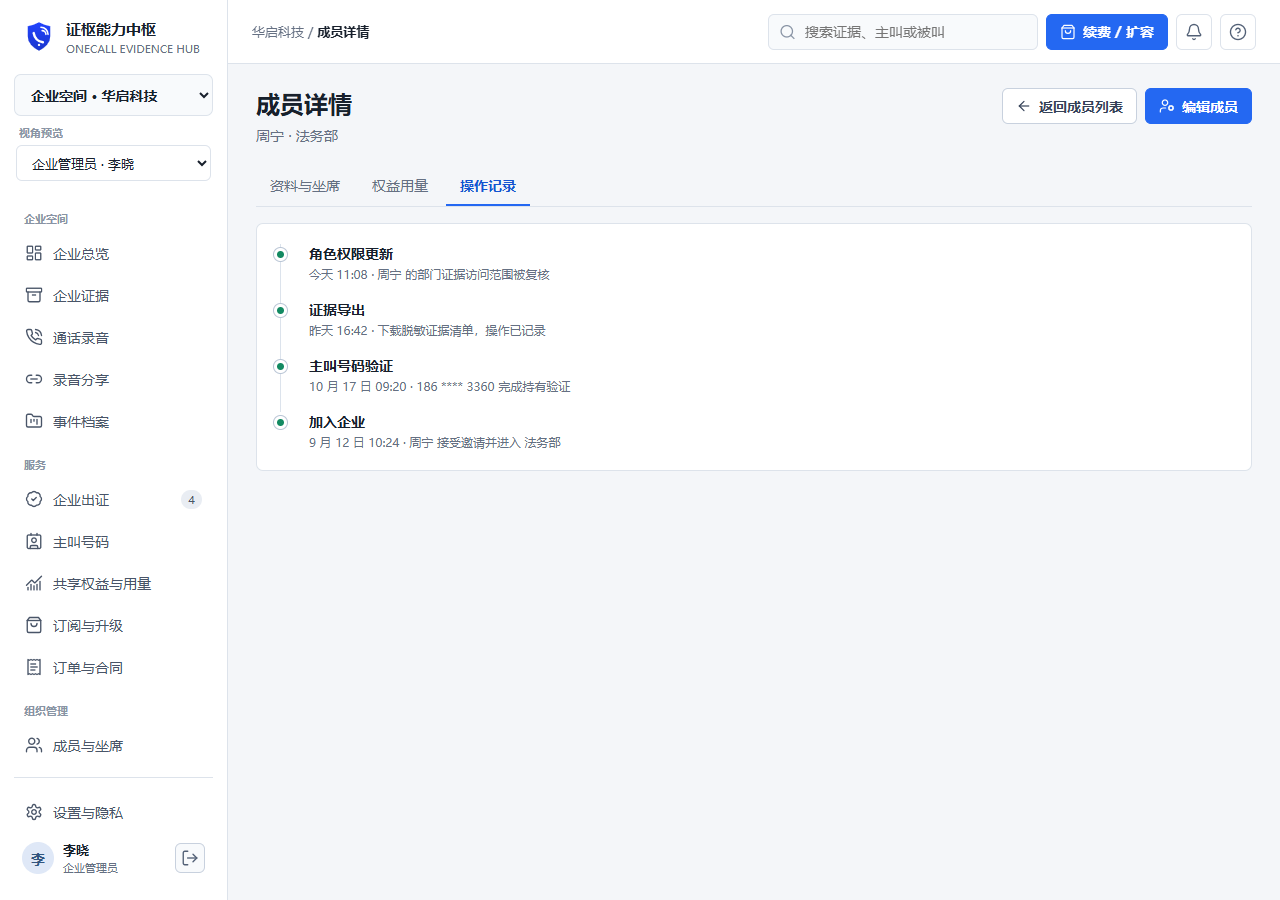 证枢能力中枢
ONECALL EVIDENCE HUB
企业空间 • 华启科技
视角预览
企业管理员 · 李晓
企业空间
企业总览
企业证据
通话录音
录音分享
事件档案
服务
企业出证 4
主叫号码
共享权益与用量
订阅与升级
订单与合同
组织管理
成员与坐席
设置与隐私
李
李晓
企业管理员
华启科技 / 成员详情
搜索证据、主叫或被叫
续费 / 扩容
成员详情
周宁 · 法务部
返回成员列表
编辑成员
资料与坐席 权益用量 操作记录
角色权限更新
今天 11:08 · 周宁 的部门证据访问范围被复核
证据导出
昨天 16:42 · 下载脱敏证据清单，操作已记录
主叫号码验证
10 月 17 日 09:20 · 186 **** 3360 完成持有验证
加入企业
9 月 12 日 10:24 · 周宁 接受邀请并进入 法务部